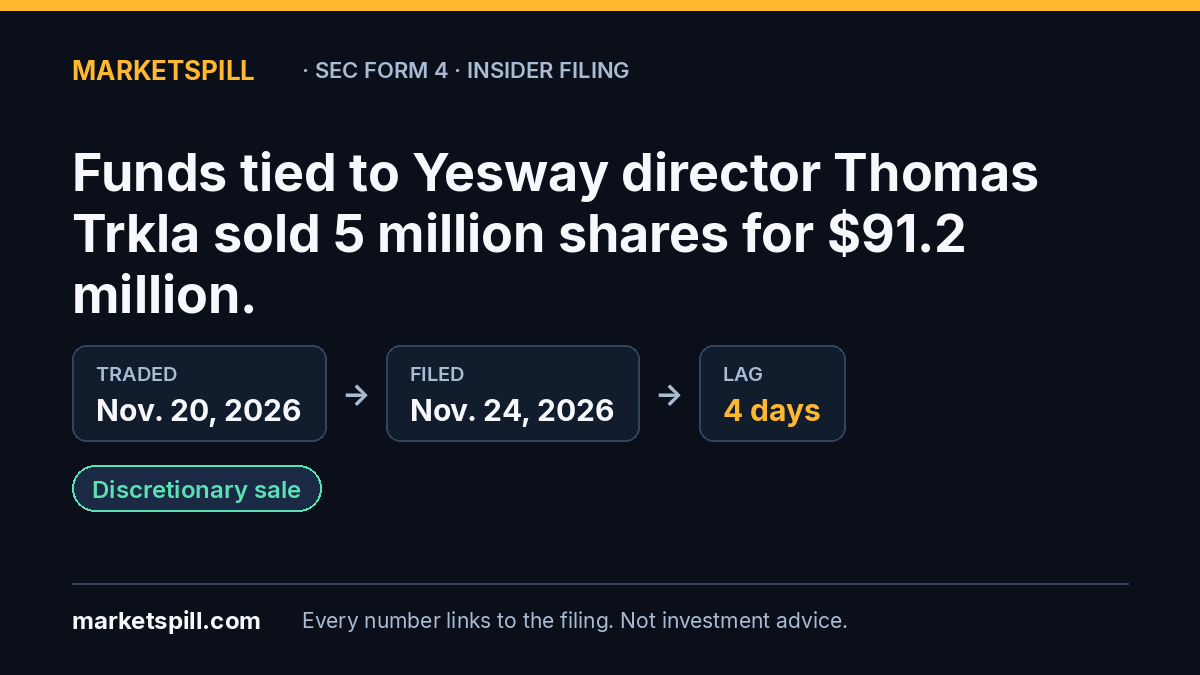 MARKETSPILL · SEC FORM 4 · INSIDER FILING
Funds tied to Yesway director Thomas
Trkla sold 5 million shares for $91.2
million.
TRADED
Nov. 20, 2026
→
FILED
Nov. 24, 2026
→
LAG
4 days
Discretionary sale
marketspill.com Every number links to the filing. Not investment advice.